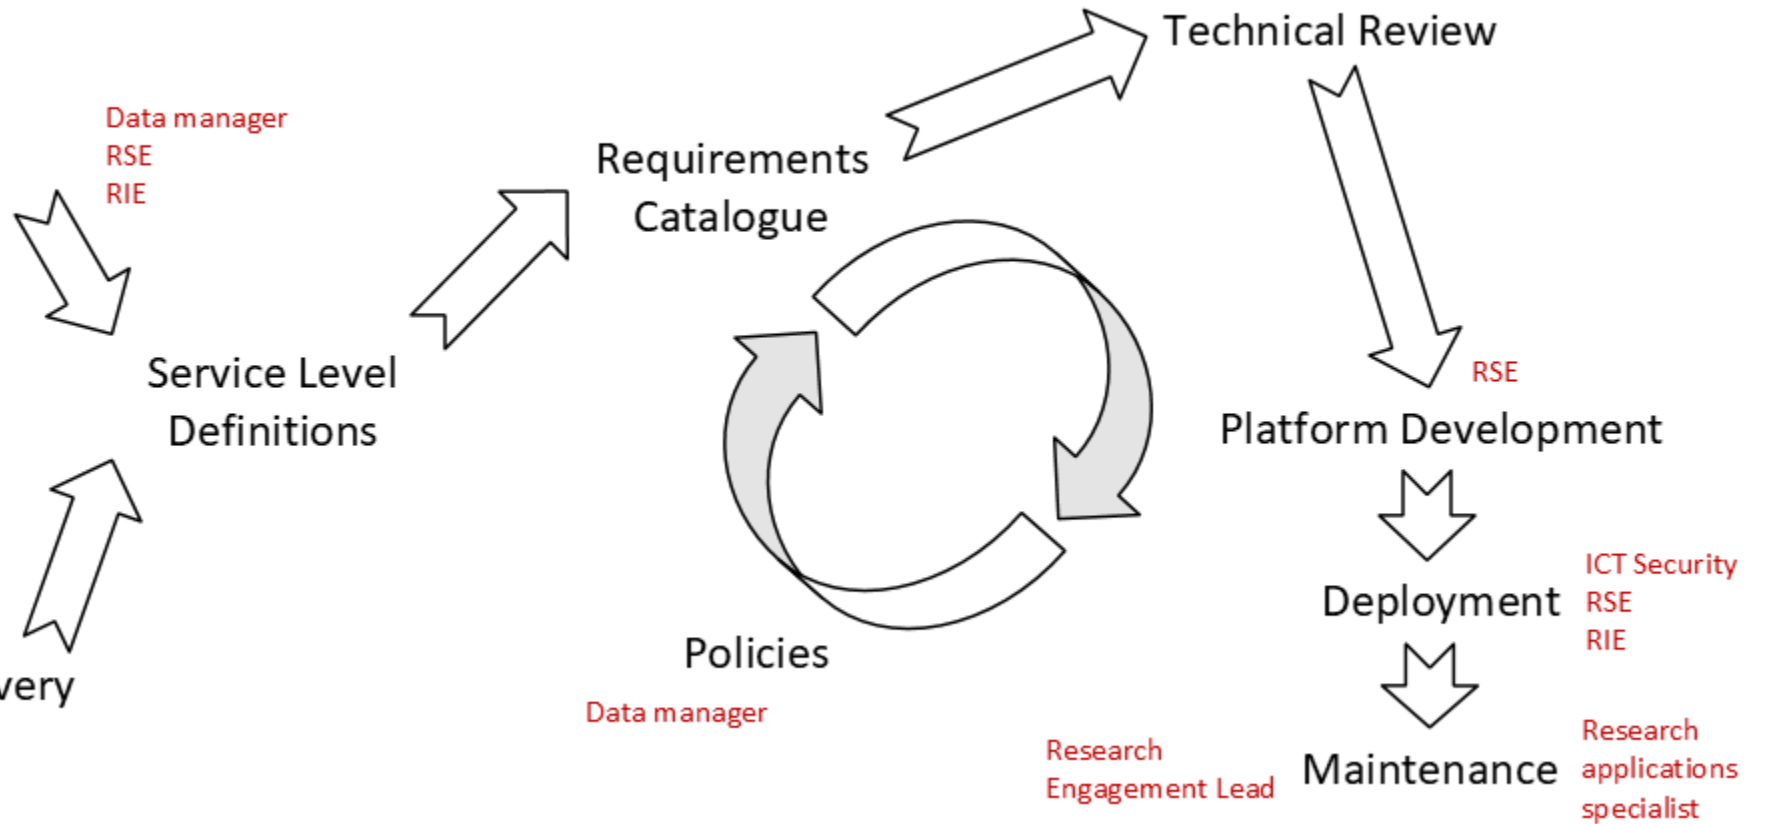 Technical Review
Data manager
RSE
RIE
Requirements
Catalogue
Service Level
Definitions
RSE
Platform Development
ICT Security
Deployment
RSE
RIE
Policies
very
Data manager
Research
Engagement Lead
Maintenance
Research
applications
specialist